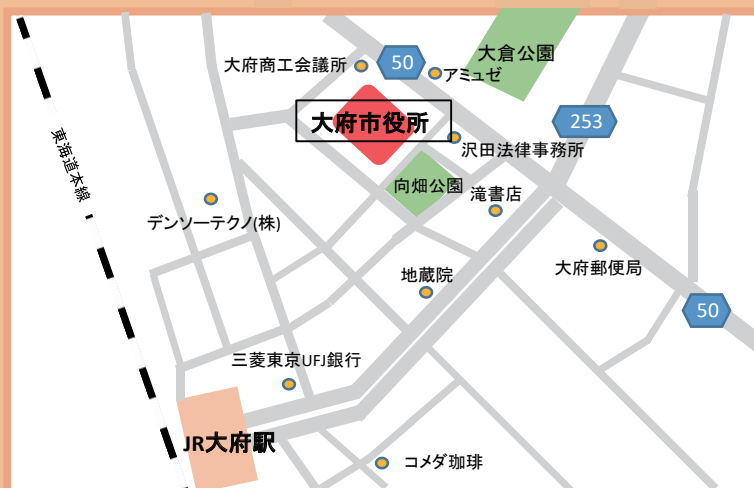 大倉公園
大府商工会議所
50
アミュゼ
大府市役所
253
沢田法律事務所
東海道本線
向畑公園
滝書店
デンソーテクノ(株)
大府郵便局
地蔵院
50
三菱東京UFJ銀行
JR大府駅
コメダ珈琲